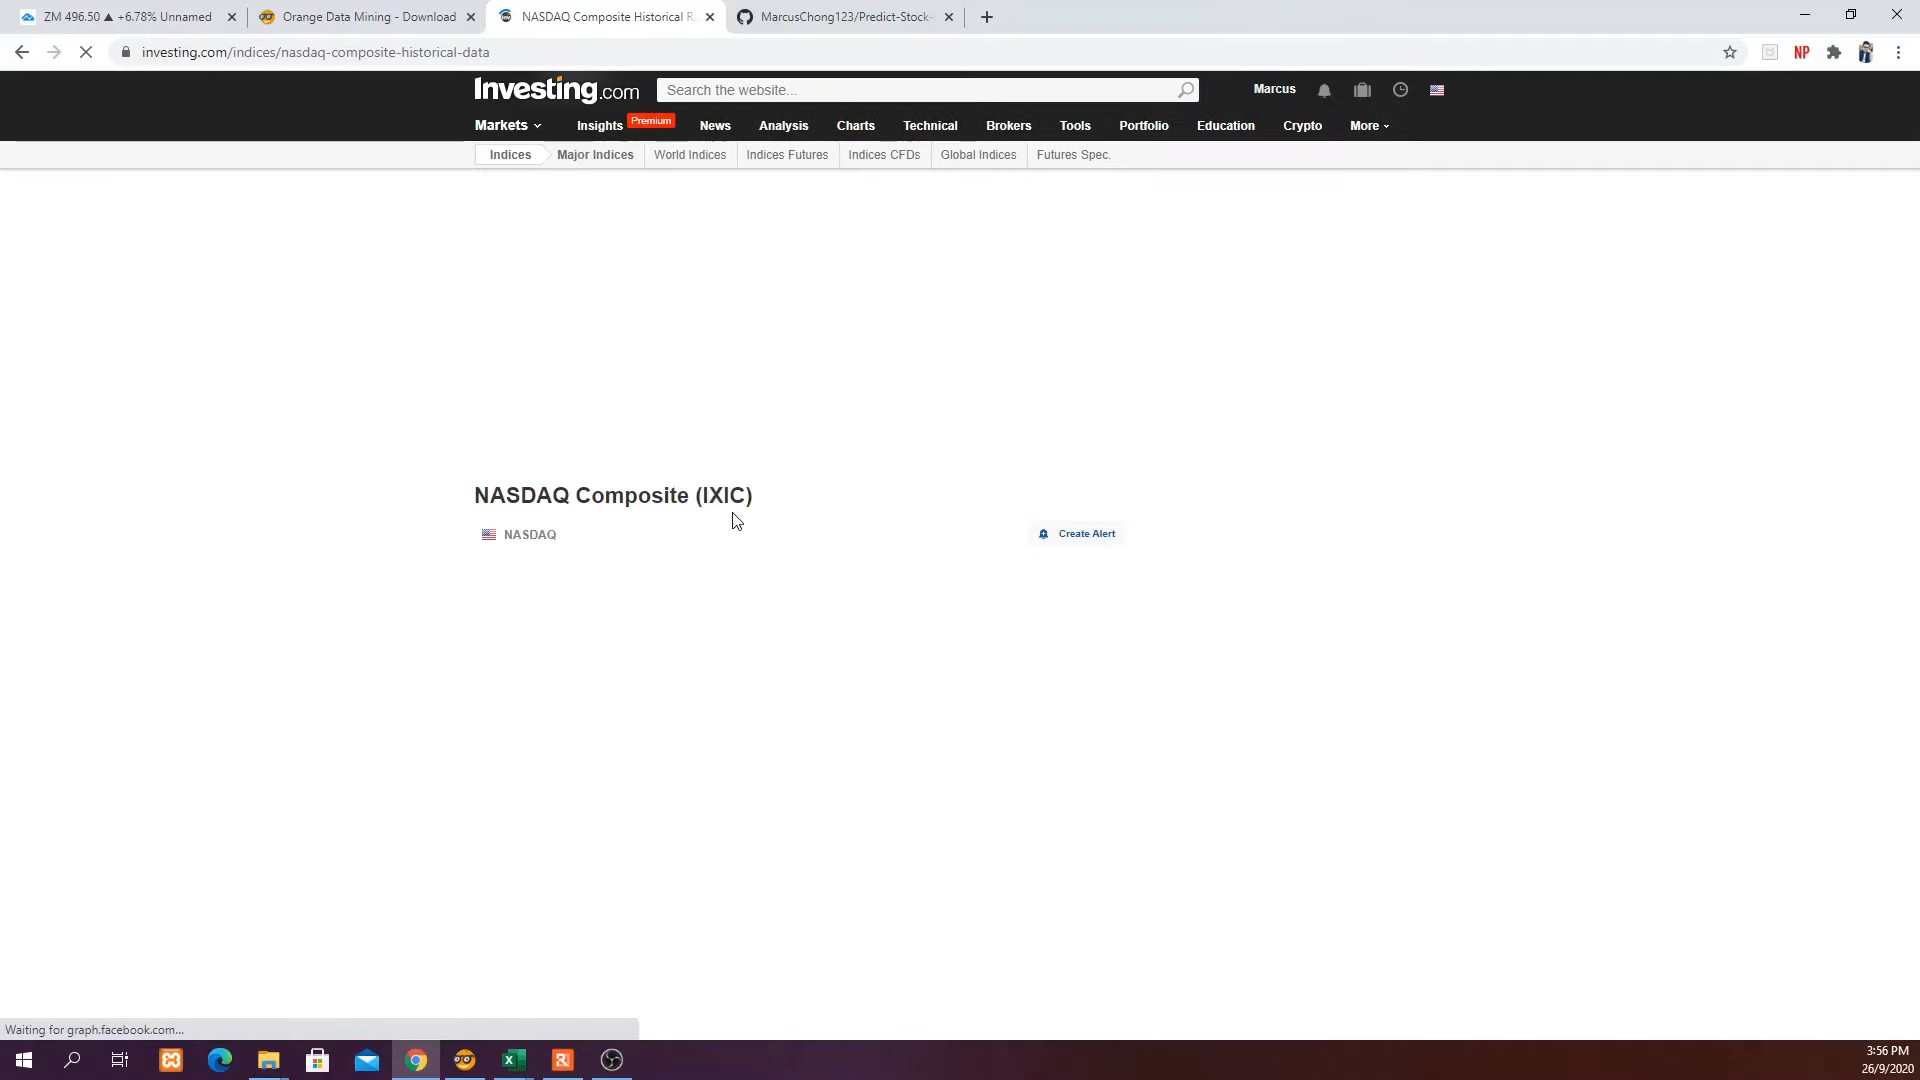 ZM 496.50 ▲ +6.78% Unnamed
Orange Data Mining - Download
NASDAQ Composite Historical R
MarcusChong123/Predict-Stock-
investing.com/indices/nasdaq-composite-historical-data
NP
Investing.com
Search the website...
Marcus
Markets
Insights
Premium
News
Analysis
Charts
Technical
Brokers
Tools
Portfolio
Education
Crypto
More
Indices
Major Indices
World Indices
Indices Futures
Indices CFDs
Global Indices
Futures Spec.
NASDAQ Composite (IXIC)
NASDAQ
Create Alert
Waiting for graph.facebook.com...
3:56 PM
26/9/2020